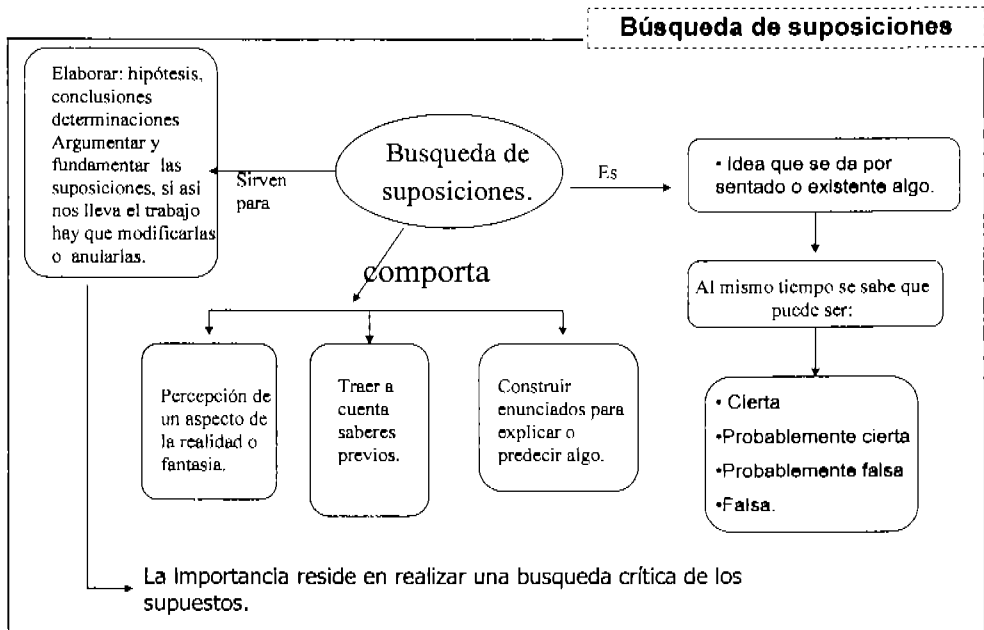 Búsqueda de suposiciones
Elaborar: hipótesis,
conclusiones
determinaciones
Argumentar y
fundamentar las
suposiciones, si asi
nos lleva el trabajo
hay que modificarlas
o anularlas.
Sirven
para
Busqueda de
suposiciones.
Es
• Idea que se da por
sentado o existente algo.
comporta
Al mismo tiempo se sabe que
puede ser:
Percepción de
un aspecto de
la realidad o
fantasia.
Traer a
cuenta
saberes
previos.
Construir
enunciados para
explicar o
predecir algo.
• Cierta
•Probablemente cierta
•Probablemente falsa
•Falsa.
La importancia reside en realizar una busqueda crítica de los
supuestos.